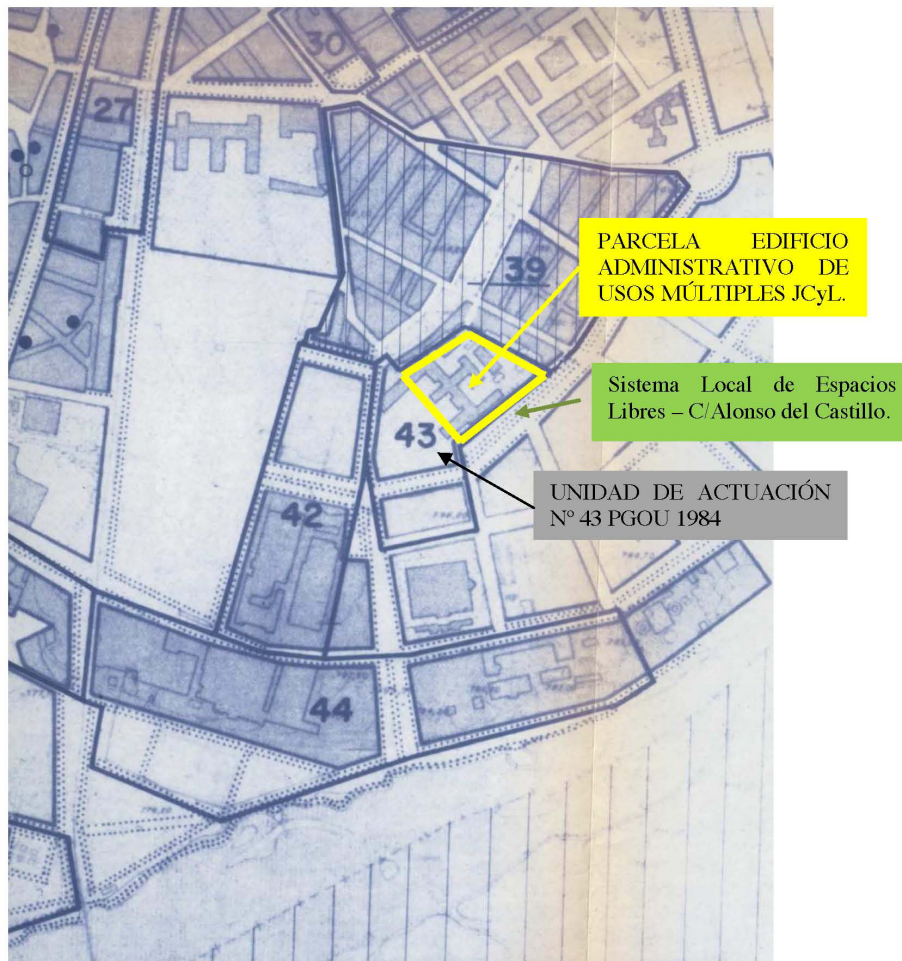 30
27
39
PARCELA EDIFICIO
ADMINISTRATIVO DE
USOS MÚLTIPLES JCyL.
Sistema Local de Espacios
Libres – C/Alonso del Castillo.
43
UNIDAD DE ACTUACIÓN
Nº 43 PGOU 1984
42
44